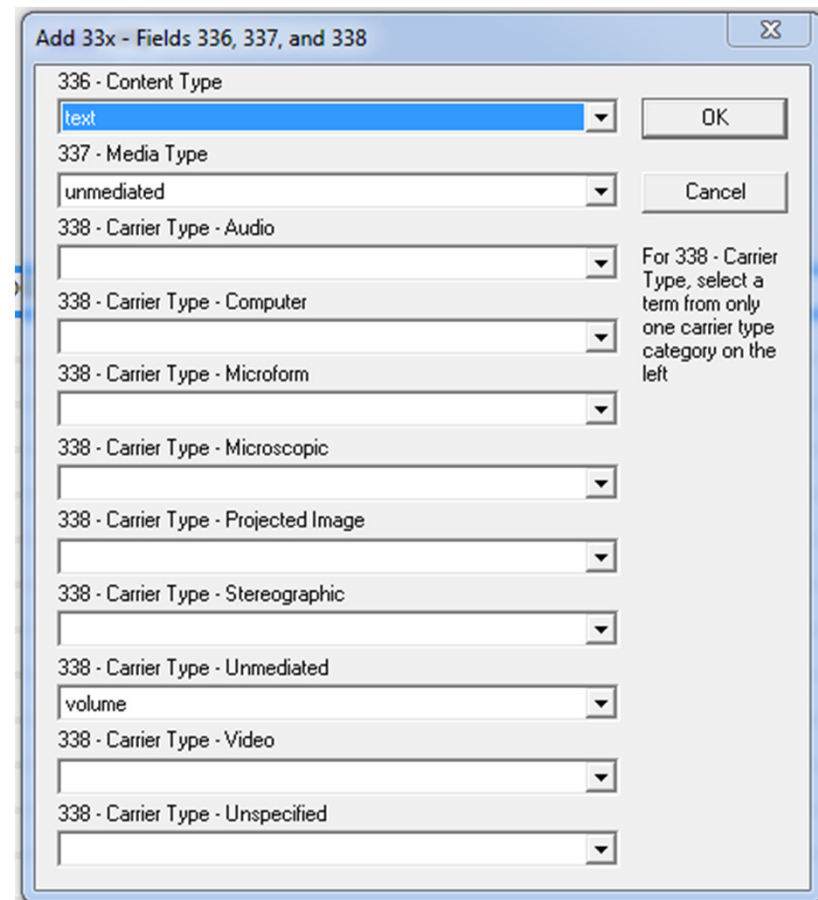 Add 33x - Fields 336, 337, and 338
336 - Content Type
text
OK
337 - Media Type
unmediated
Cancel
338 - Carrier Type - Audio
For 338 - Carrier
Type, select a
term from only
one carrier type
category on the
left
338 - Carrier Type - Computer
338 - Carrier Type - Microform
338 - Carrier Type - Microscopic
338 - Carrier Type - Projected Image
338 - Carrier Type - Stereographic
338 - Carrier Type - Unmediated
volume
338 - Carrier Type - Video
338 - Carrier Type - Unspecified